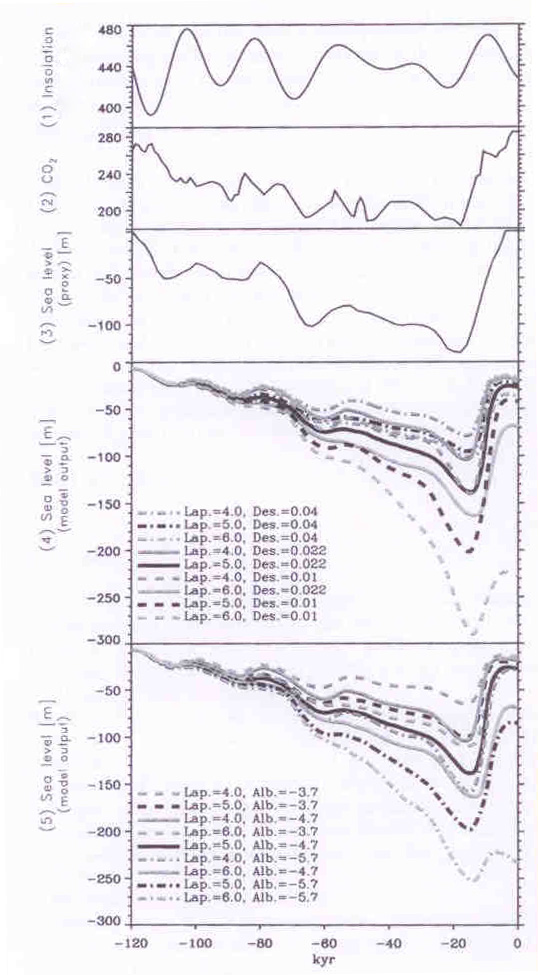 (1) Insolation
480
440
400
(2) CO₂
280
240
200
(3) Sea level
(proxy) [m]
-50
-100
(4) Sea level [m]
(model output)
0
-50
-100
-150
-200
-250
-300
Lap.=4.0, Des.=0.04
Lap.=5.0, Des.=0.04
Lap.=6.0, Des.=0.04
Lap.=4.0, Des.=0.022
Lap.=5.0, Des.=0.022
Lap.=4.0, Des.=0.01
Lap.=6.0, Des.=0.022
Lap.=5.0, Des.=0.01
Lap.=6.0, Des.=0.01
(5) Sea level [m]
(model output)
-50
-100
-150
-200
-250
-300
Lap.=4.0, Alb.=-3.7
Lap.=5.0, Alb.=-3.7
Lap.=4.0, Alb.=-4.7
Lap.=6.0, Alb.=-3.7
Lap.=5.0, Alb.=-4.7
Lap.=4.0, Alb.=-5.7
Lap.=6.0, Alb.=-4.7
Lap.=5.0, Alb.=-5.7
Lap.=6.0, Alb.=-5.7
-120 -100 -80 -60 -40 -20 0
kyr